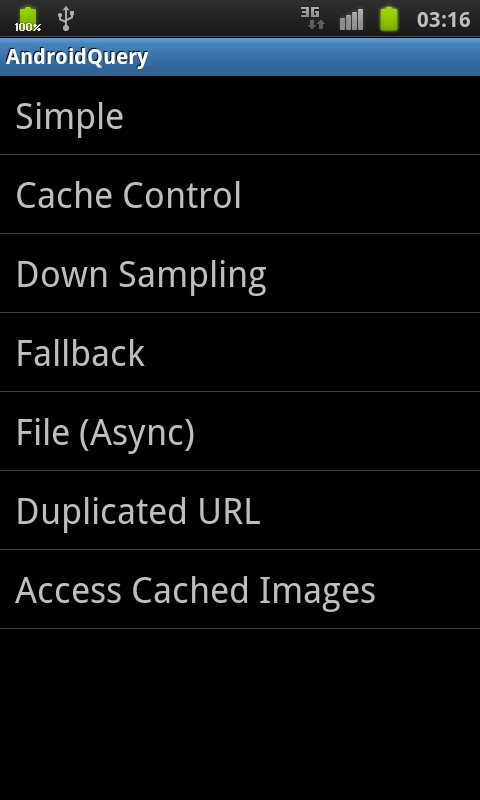 100%
3G
03:16
AndroidQuery
Simple
Cache Control
Down Sampling
Fallback
File (Async)
Duplicated URL
Access Cached Images